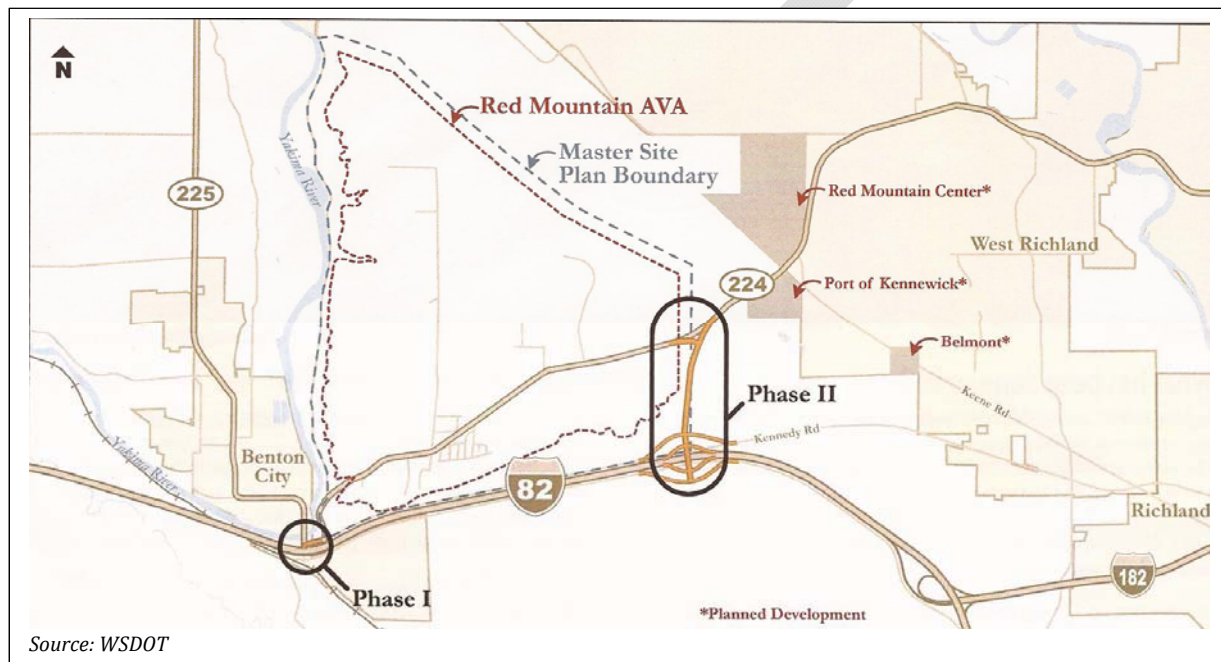 N
Red Mountain AVA
Yakima River
Master Site
Plan Boundary
225
Red Mountain Center*
West Richland
224
Port of Kennewick*
Belmont*
Phase II
Keene Rd
Kennedy Rd
Benton
City
Yakima River
82
Richland
182
Phase I
*Planned Development
Source: WSDOT